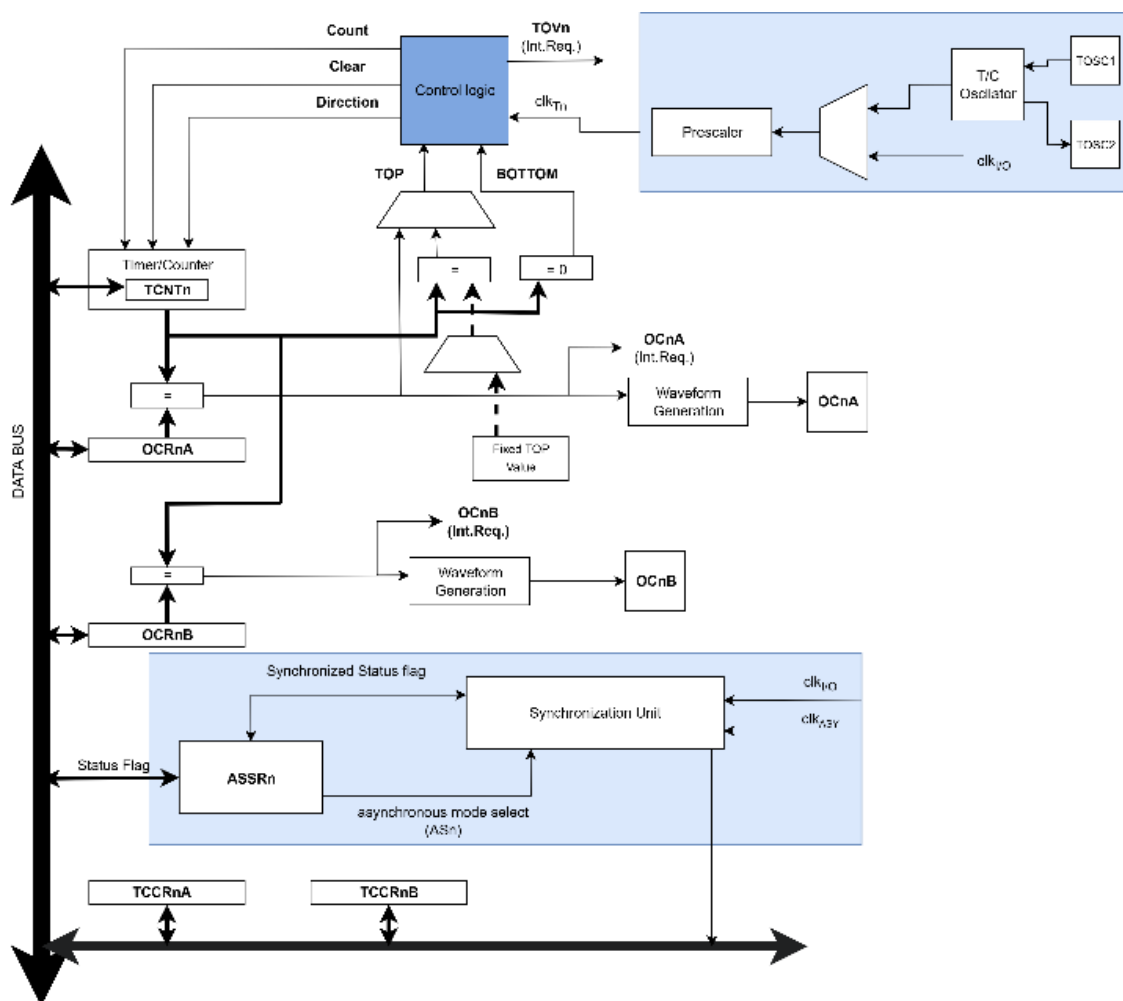 Count
TOVn
(Int.Req.)
Clear
Control logic
T/C
Oscilator
TOSC1
Direction
clkTn
Prescaler
TOSC2
clkI/O
TOP
BOTTOM
Timer/Counter
TCNTn
=
= 0
OCnA
(Int.Req.)
=
Waveform
Generation
OCnA
OCRnA
Fixed TOP
Value
DATA BUS
OCnB
(Int.Req.)
=
Waveform
Generation
OCnB
OCRnB
Synchronized Status flag
Synchronization Unit
clkI/O
clkASY
Status Flag
ASSRn
asynchronous mode select
(ASn)
TCCRnA
TCCRnB